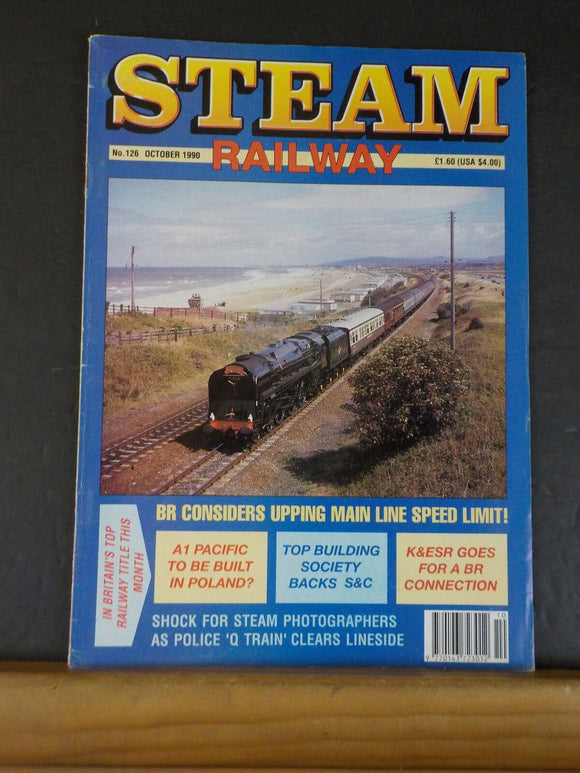 STEAM
RAILWAY
No.126 OCTOBER 1990
£1.60 (USA $4.00)
BR CONSIDERS UPPING MAIN LINE SPEED LIMIT!
IN BRITAIN'S TOP
RAILWAY TITLE THIS
MONTH
A1 PACIFIC
TO BE BUILT
IN POLAND?
TOP BUILDING
SOCIETY
BACKS S&C
K&ESR GOES
FOR A BR
CONNECTION
SHOCK FOR STEAM PHOTOGRAPHERS
AS POLICE 'Q TRAIN' CLEARS LINESIDE
10